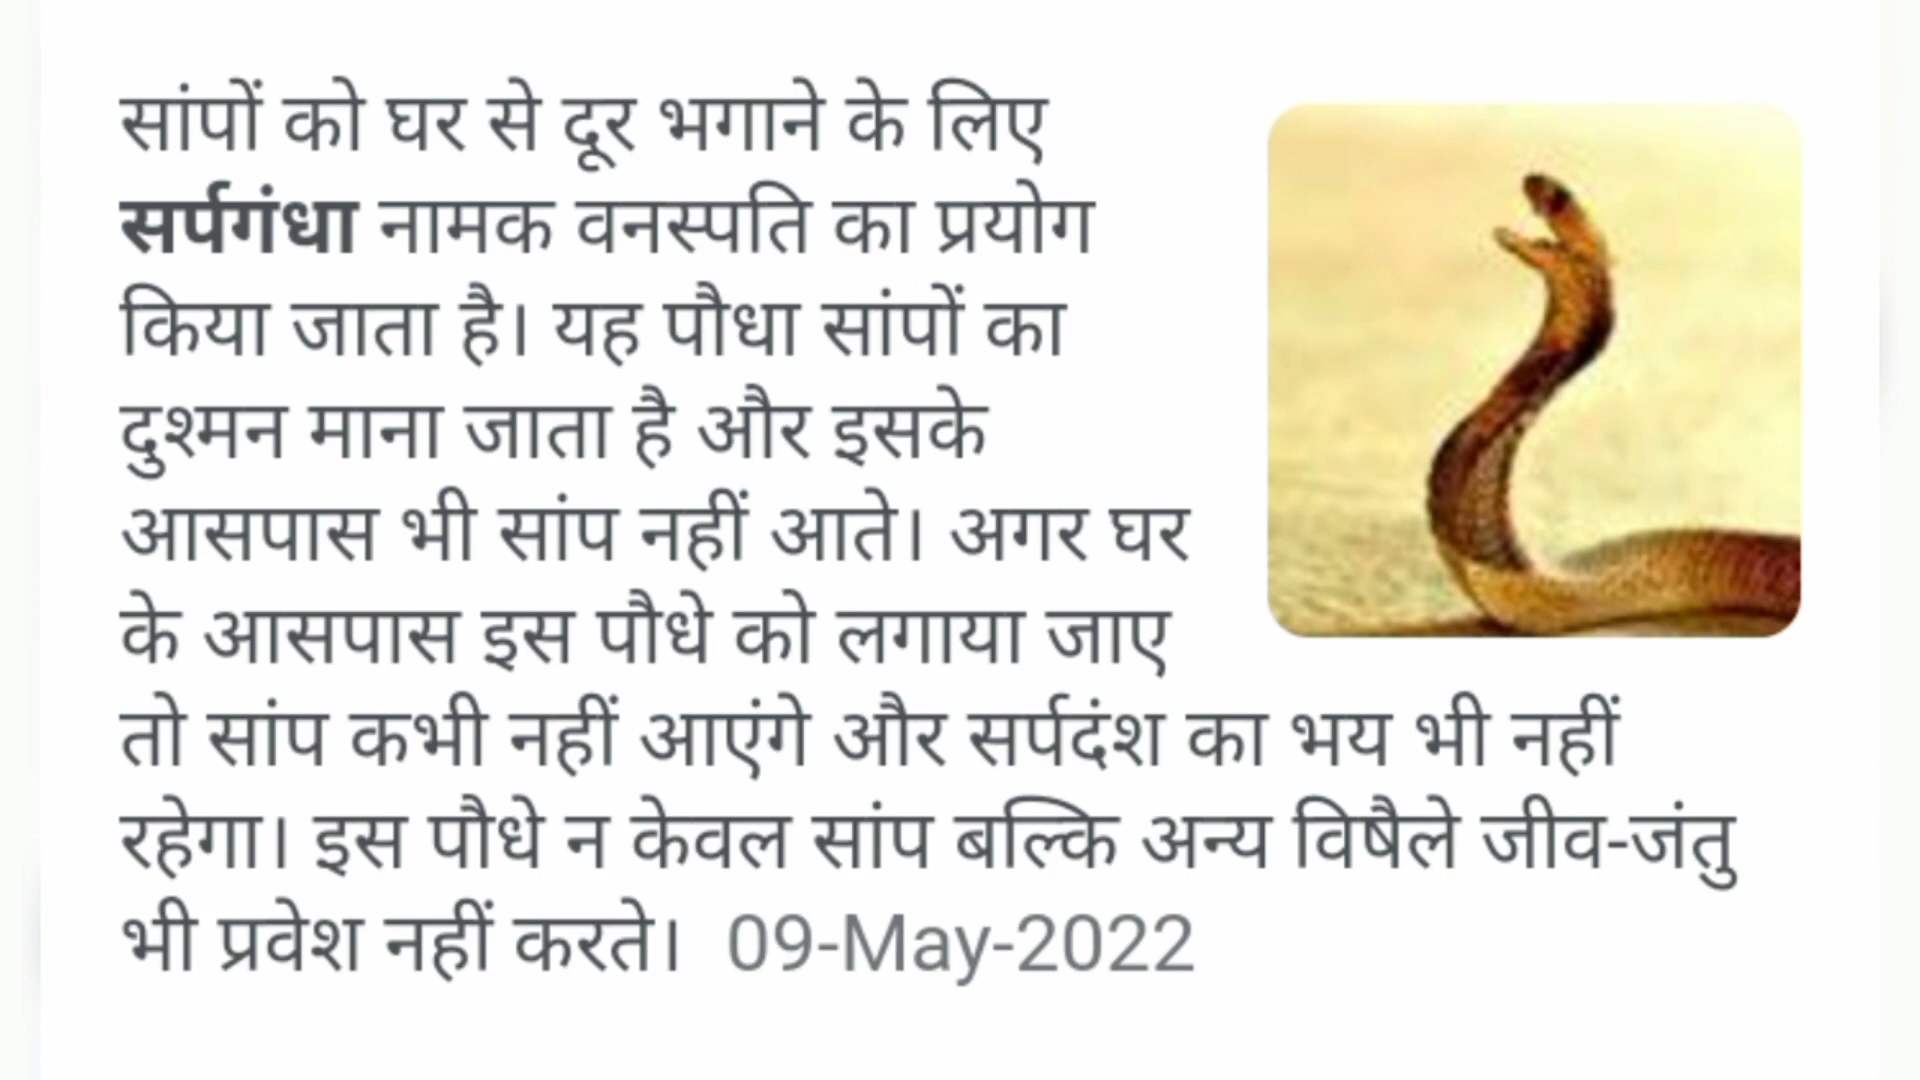 सांपों को घर से दूर भगाने के लिए
सर्पगंधा नामक वनस्पति का प्रयोग
किया जाता है। यह पौधा सांपों का
दुश्मन माना जाता है और इसके
आसपास भी सांप नहीं आते। अगर घर
के आसपास इस पौधे को लगाया जाए
तो सांप कभी नहीं आएंगे और सर्पदंश का भय भी नहीं
रहेगा। इस पौधे न केवल सांप बल्कि अन्य विषैले जीव-जंतु
भी प्रवेश नहीं करते। 09-May-2022